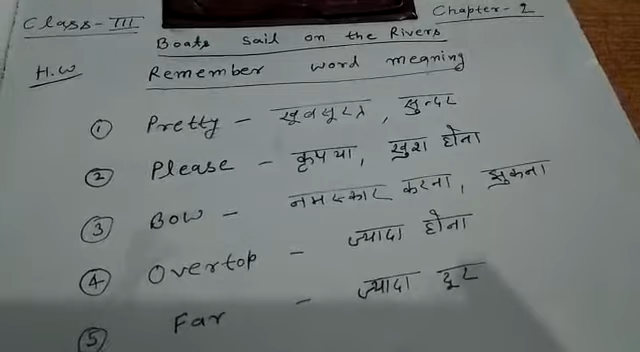 Class-III
Chapter-2
Boats sail on the Rivers
H.W
Remember word meaning
① Pretty - खूबसूरत, सुन्दर
② Please - कृपया, खुश होना
③ Bow - नमस्कार करना, झुकना
④ Overtop - ज्यादा होना
⑤ Far - ज्यादा दूर